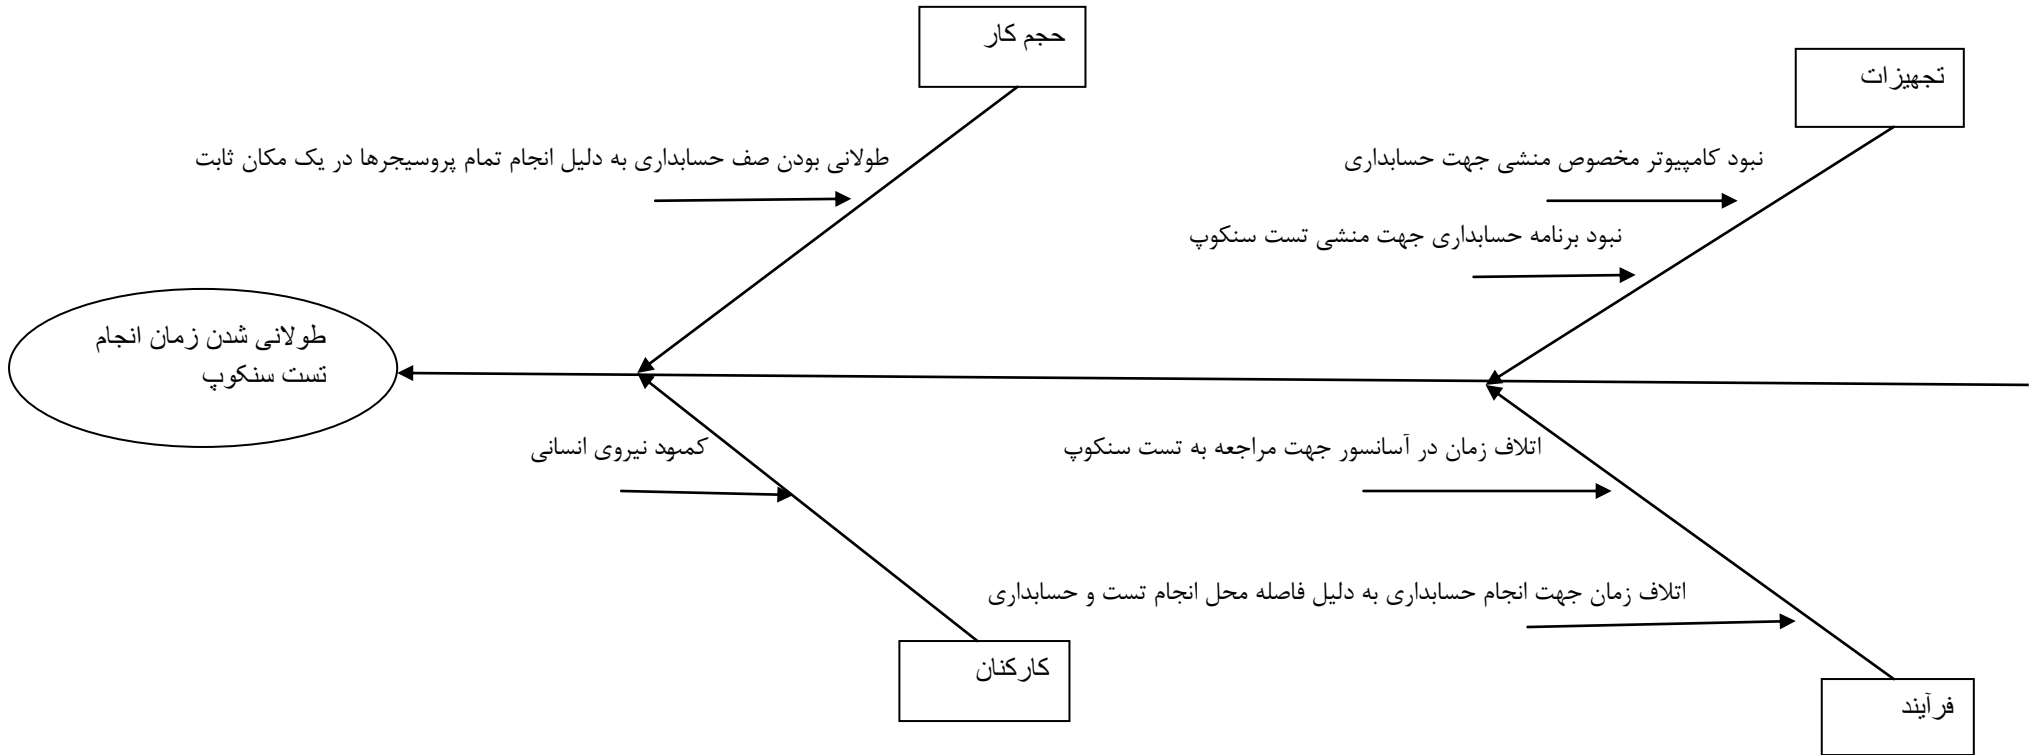 حجم کار
تجهیزات
طولانی بودن صف حسابداری به دلیل انجام تمام پروسیجرها در یک مکان ثابت
نبود کامپیوتر مخصوص منشی جهت حسابداری
نبود برنامه حسابداری جهت منشی تست سنکوپ
طولانی شدن زمان انجام
تست سنکوپ
اتلاف زمان در آسانسور جهت مراجعه به تست سنکوپ
کمبود نیروی انسانی
اتلاف زمان جهت انجام حسابداری به دلیل فاصله محل انجام تست و حسابداری
کارکنان
فرآیند